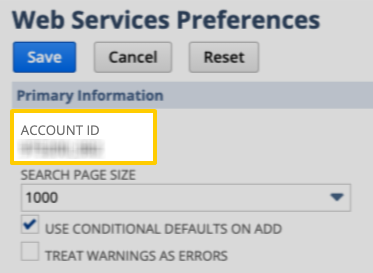 Web Services Preferences
Save Cancel Reset
Primary Information
ACCOUNT ID
SEARCH PAGE SIZE
1000
USE CONDITIONAL DEFAULTS ON ADD
TREAT WARNINGS AS ERRORS